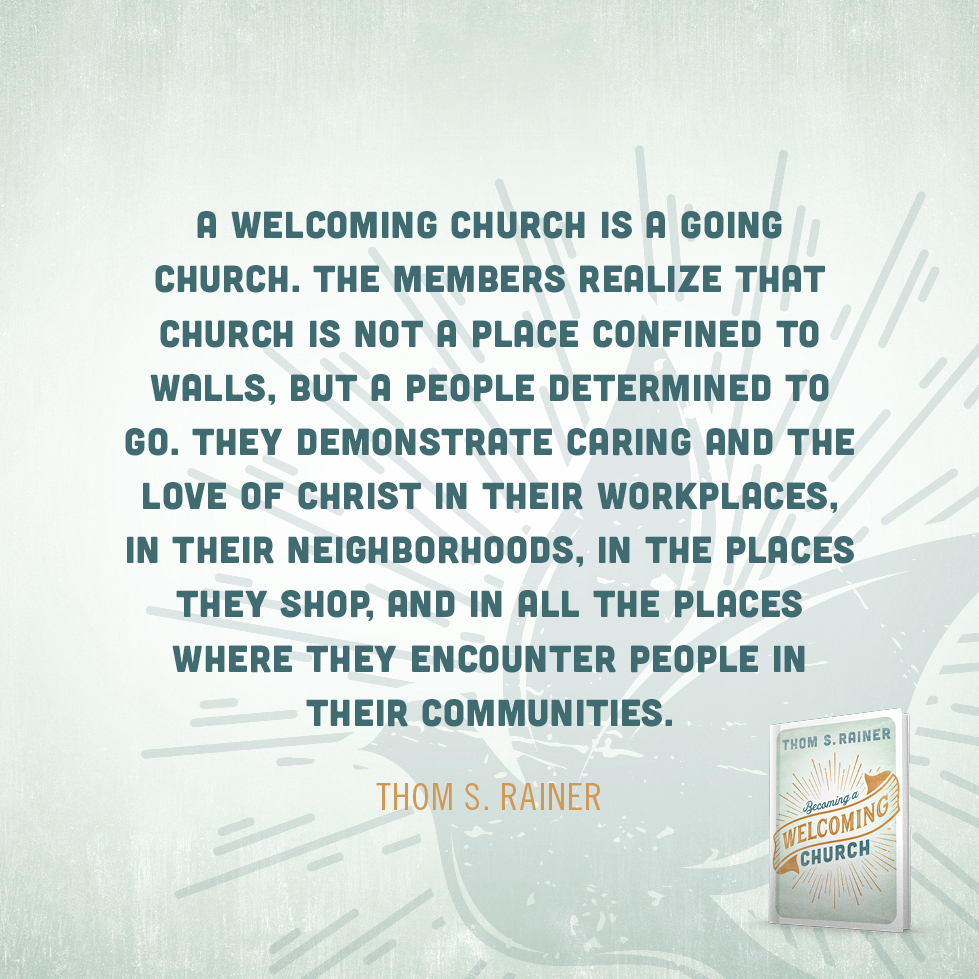 A WELCOMING CHURCH IS A GOING
CHURCH. THE MEMBERS REALIZE THAT
CHURCH IS NOT A PLACE CONFINED TO
WALLS, BUT A PEOPLE DETERMINED TO
GO. THEY DEMONSTRATE CARING AND THE
LOVE OF CHRIST IN THEIR WORKPLACES,
IN THEIR NEIGHBORHOODS, IN THE PLACES
THEY SHOP, AND IN ALL THE PLACES
WHERE THEY ENCOUNTER PEOPLE IN
THEIR COMMUNITIES.
THOM S. RAINER
THOM S. RAINER
Becoming a
WELCOMING
CHURCH